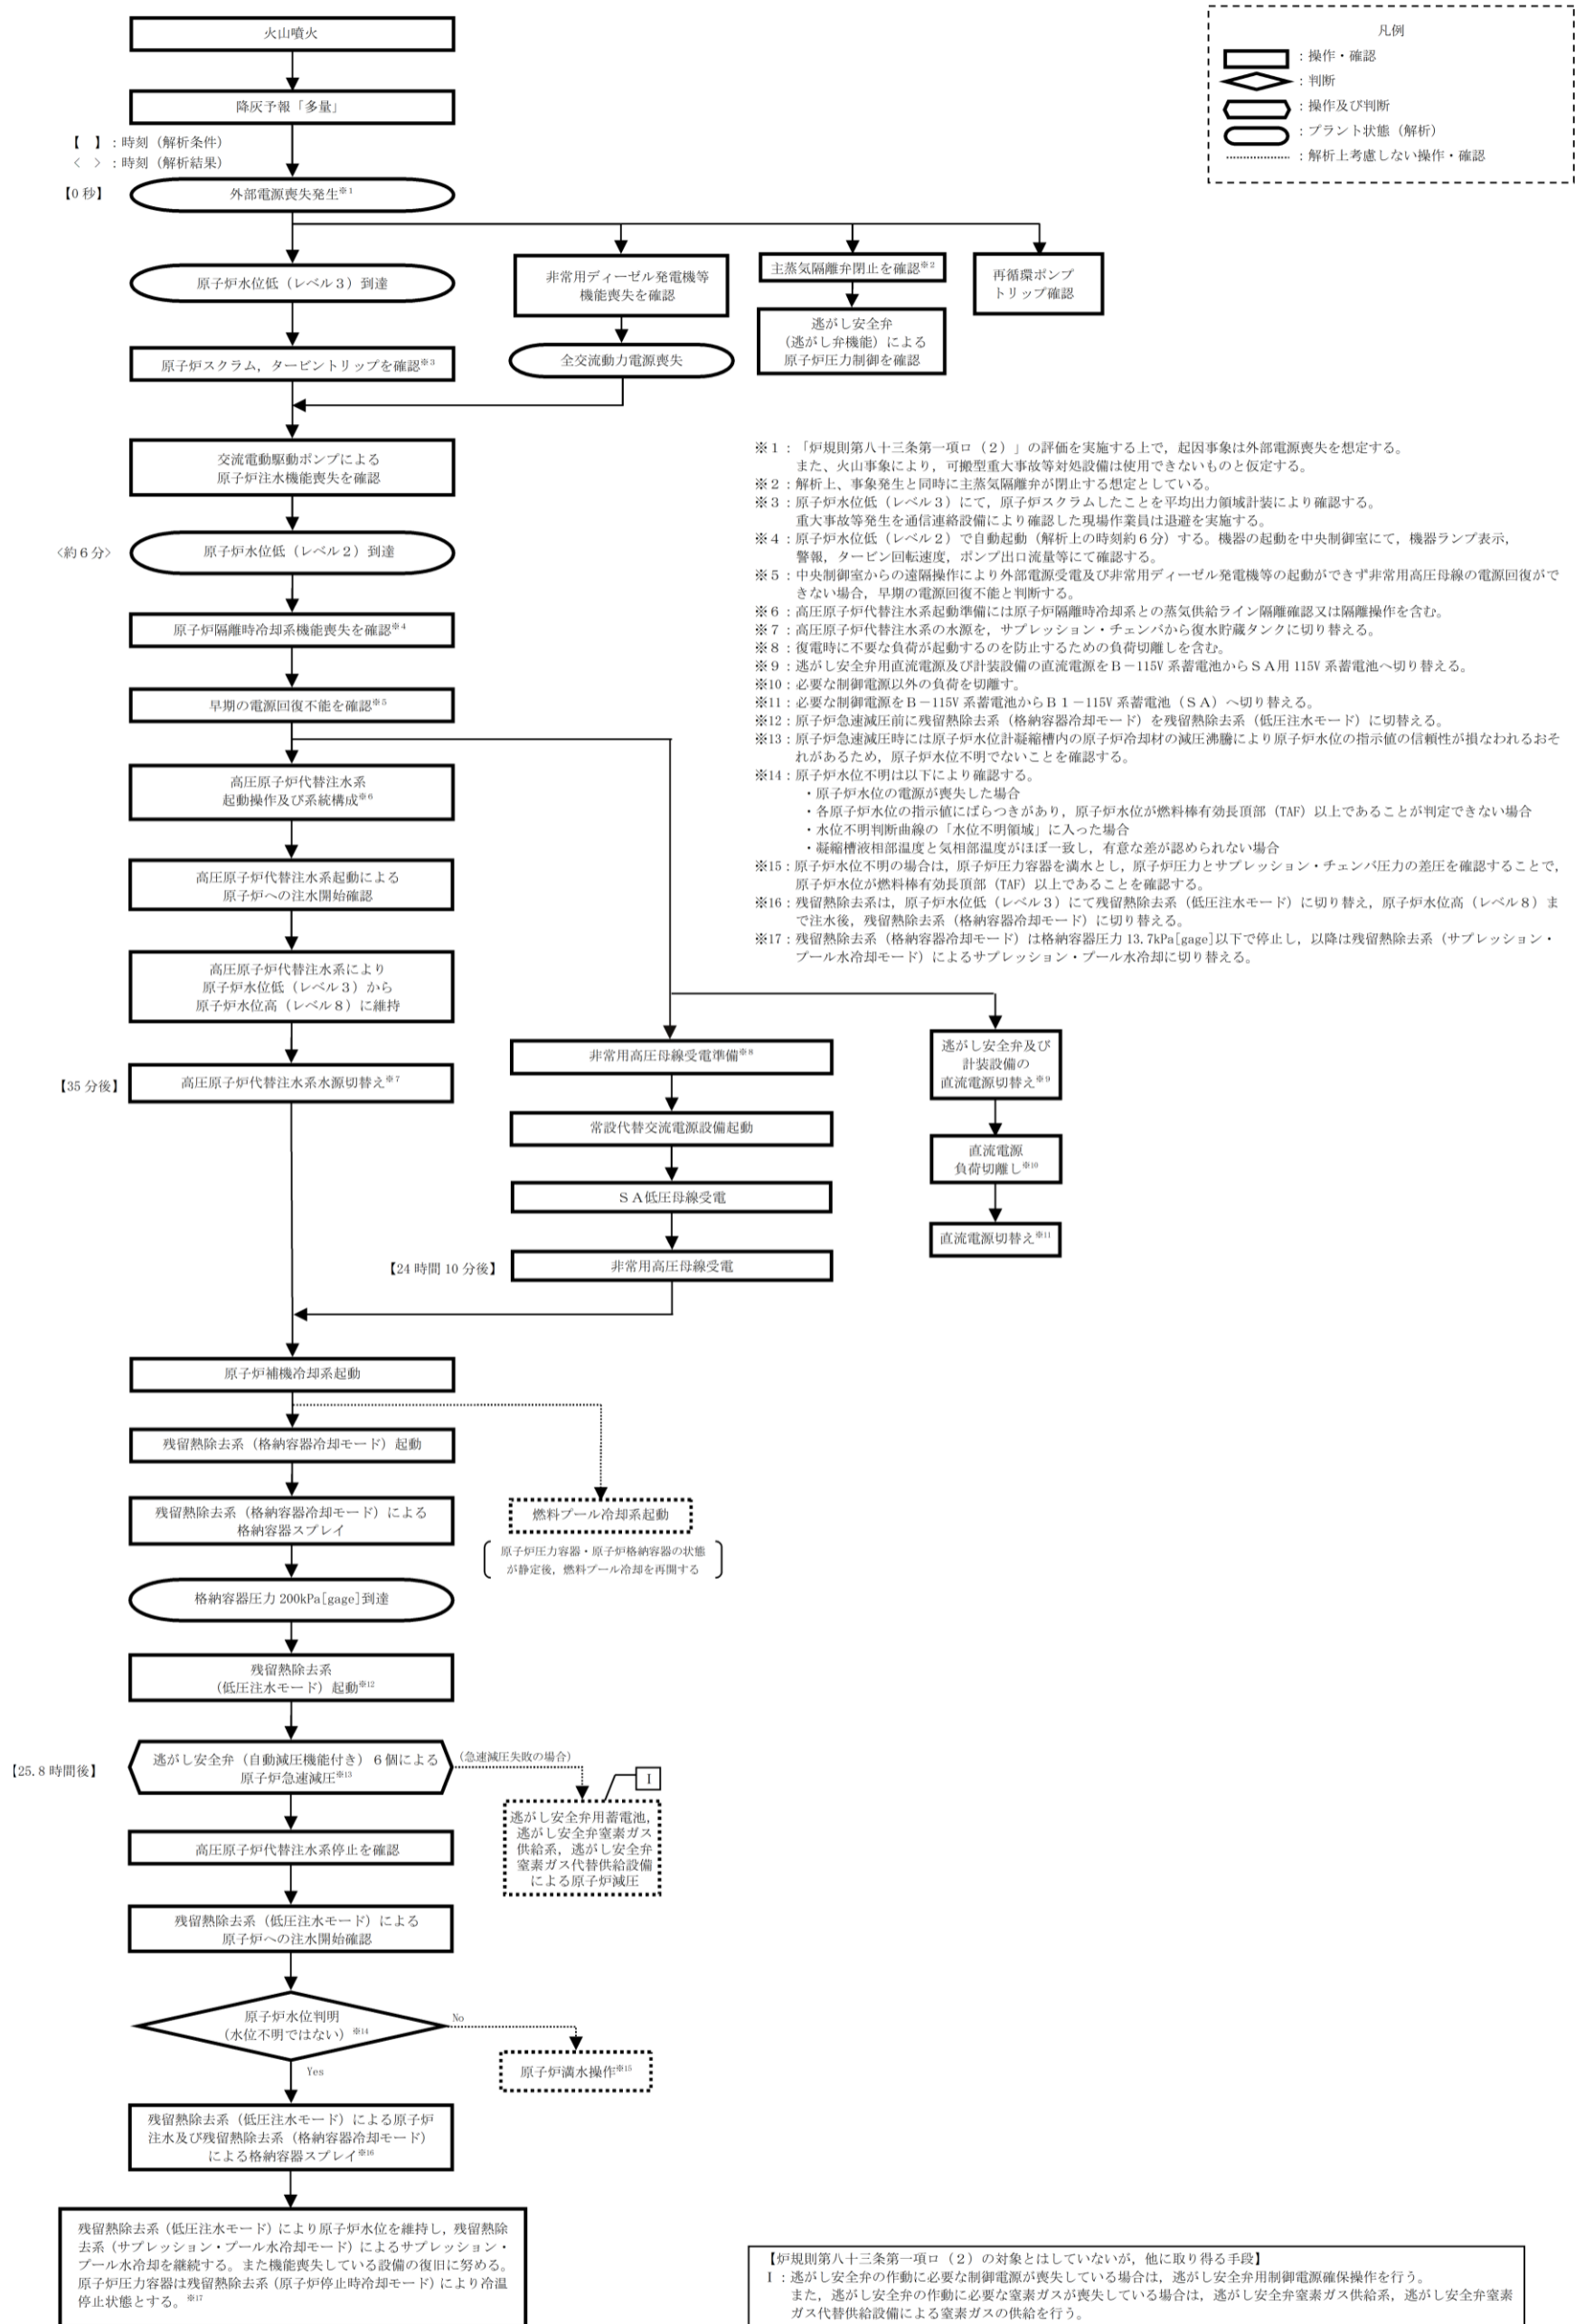 火山噴火
降灰予報「多量」
【　】：時刻（解析条件）
＜　＞：時刻（解析結果）
【0秒】
外部電源喪失発生※1
凡例
：操作・確認
：判断
：操作及び判断
：プラント状態（解析）
：解析上考慮しない操作・確認
原子炉水位低（レベル３）到達
非常用ディーゼル発電機等
機能喪失を確認
主蒸気隔離弁閉止を確認※2
再循環ポンプ
トリップ確認
逃がし安全弁
（逃がし弁機能）による
原子炉圧力制御を確認
原子炉スクラム，タービントリップを確認※3
全交流動力電源喪失
交流電動駆動ポンプによる
原子炉注水機能喪失を確認
＜約６分＞
原子炉水位低（レベル２）到達
原子炉隔離時冷却系機能喪失を確認※4
早期の電源回復不能を確認※5
高圧原子炉代替注水系
起動操作及び系統構成※6
高圧原子炉代替注水系起動による
原子炉への注水開始確認
高圧原子炉代替注水系により
原子炉水位低（レベル３）から
原子炉水位高（レベル８）に維持
【35分後】
高圧原子炉代替注水系水源切替え※7
※１：「炉規則第八十三条第一項ロ（２）」の評価を実施する上で，起因事象は外部電源喪失を想定する。
また、火山事象により，可搬型重大事故等対処設備は使用できないものと仮定する。
※２：解析上、事象発生と同時に主蒸気隔離弁が閉止する想定としている。
※３：原子炉水位低（レベル３）にて，原子炉スクラムしたことを平均出力領域計装により確認する。
重大事故等発生を通信連絡設備により確認した現場作業員は退避を実施する。
※４：原子炉水位低（レベル２）で自動起動（解析上の時刻約６分）する。機器の起動を中央制御室にて，機器ランプ表示，
警報，タービン回転速度，ポンプ出口流量等にて確認する。
※５：中央制御室からの遠隔操作により外部電源受電及び非常用ディーゼル発電機等の起動ができず非常用高圧母線の電源回復がで
きない場合，早期の電源回復不能と判断する。
※６：高圧原子炉代替注水系起動準備には原子炉隔離時冷却系との蒸気供給ライン隔離確認又は隔離操作を含む。
※７：高圧原子炉代替注水系の水源を，サプレッション・チェンバから復水貯蔵タンクに切り替える。
※８：復電時に不要な負荷が起動するのを防止するための負荷切離しを含む。
※９：逃がし安全弁用直流電源及び計装設備の直流電源をＢ－115V系蓄電池からＳＡ用115V系蓄電池へ切り替える。
※10：必要な制御電源以外の負荷を切離す。
※11：必要な制御電源をＢ－115V系蓄電池からＢ１－115V系蓄電池（ＳＡ）へ切り替える。
※12：原子炉急速減圧前に残留熱除去系（格納容器冷却モード）を残留熱除去系（低圧注水モード）に切替える。
※13：原子炉急速減圧時には原子炉水位計凝縮槽内の原子炉冷却材の減圧沸騰により原子炉水位の指示値の信頼性が損なわれるおそ
れがあるため，原子炉水位不明でないことを確認する。
※14：原子炉水位不明は以下により確認する。
・原子炉水位の電源が喪失した場合
・各原子炉水位の指示値にばらつきがあり，原子炉水位が燃料棒有効長頂部（TAF）以上であることが判定できない場合
・水位不明判断曲線の「水位不明領域」に入った場合
・凝縮槽液相部温度と気相部温度がほぼ一致し，有意な差が認められない場合
※15：原子炉水位不明の場合は，原子炉圧力容器を満水とし，原子炉圧力とサプレッション・チェンバ圧力の差圧を確認することで，
原子炉水位が燃料棒有効長頂部（TAF）以上であることを確認する。
※16：残留熱除去系は，原子炉水位低（レベル３）にて残留熱除去系（低圧注水モード）に切り替え，原子炉水位高（レベル８）ま
で注水後，残留熱除去系（格納容器冷却モード）に切り替える。
※17：残留熱除去系（格納容器冷却モード）は格納容器圧力13.7kPa[gage]以下で停止し，以降は残留熱除去系（サプレッション・
プール水冷却モード）によるサプレッション・プール水冷却に切り替える。
非常用高圧母線受電準備※8
常設代替交流電源設備起動
ＳＡ低圧母線受電
【24時間10分後】
非常用高圧母線受電
逃がし安全弁及び
計装設備の
直流電源切替え※9
直流電源
負荷切離し※10
直流電源切替え※11
原子炉補機冷却系起動
残留熱除去系（格納容器冷却モード）起動
残留熱除去系（格納容器冷却モード）による
格納容器スプレイ
燃料プール冷却系起動
原子炉圧力容器・原子炉格納容器の状態
が静定後，燃料プール冷却を再開する
格納容器圧力200kPa[gage]到達
残留熱除去系
（低圧注水モード）起動※12
【25.8時間後】
逃がし安全弁（自動減圧機能付き）６個による
原子炉急速減圧※13
（急速減圧失敗の場合）
Ｉ
逃がし安全弁用蓄電池，
逃がし安全弁窒素ガス
供給系，逃がし安全弁
窒素ガス代替供給設備
による原子炉減圧
高圧原子炉代替注水系停止を確認
残留熱除去系（低圧注水モード）による
原子炉への注水開始確認
原子炉水位判明
（水位不明ではない）※14
No
Yes
原子炉満水操作※15
残留熱除去系（低圧注水モード）による原子炉
注水及び残留熱除去系（格納容器冷却モード）
による格納容器スプレイ※16
残留熱除去系（低圧注水モード）により原子炉水位を維持し，残留熱除
去系（サプレッション・プール水冷却モード）によるサプレッション・
プール水冷却を継続する。また機能喪失している設備の復旧に努める。
原子炉圧力容器は残留熱除去系（原子炉停止時冷却モード）により冷温
停止状態とする。※17
【炉規則第八十三条第一項ロ（２）の対象とはしていないが，他に取り得る手段】
Ｉ：逃がし安全弁の作動に必要な制御電源が喪失している場合は，逃がし安全弁用制御電源確保操作を行う。
また，逃がし安全弁の作動に必要な窒素ガスが喪失している場合は，逃がし安全弁窒素ガス供給系，逃がし安全弁窒素
ガス代替供給設備による窒素ガスの供給を行う。